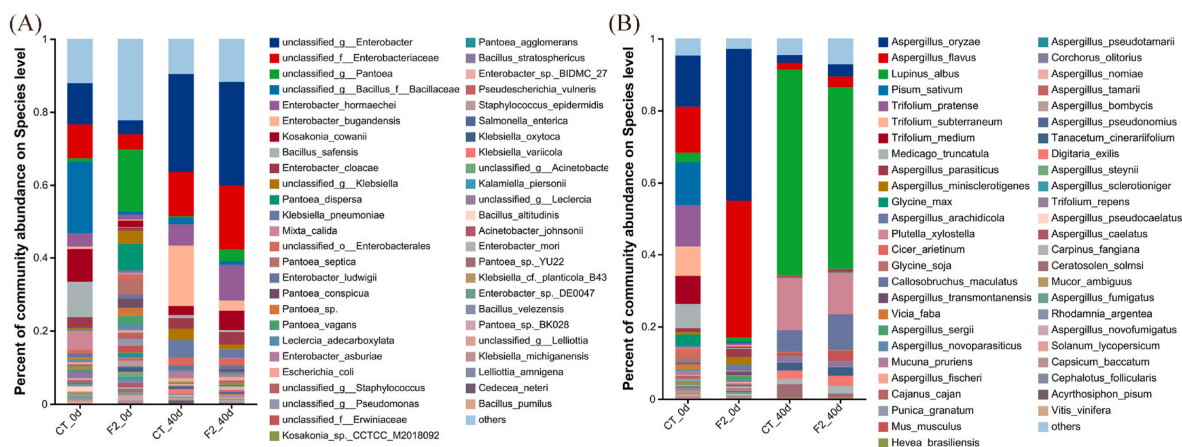 (A)
Percent of community abundance on Species level
1
0.8
0.6
0.4
0.2
0
CT_0d
F2_0d
CT_40d
F2_40d
unclassified_g__Enterobacter
unclassified_f__Enterobacteriaceae
unclassified_g__Pantoea
unclassified_g__Bacillus_f__Bacillaceae
Enterobacter_hormaechei
Enterobacter_bugandensis
Kosakonia_cowanii
Bacillus_safensis
Enterobacter_cloacae
unclassified_g__Klebsiella
Pantoea_dispersa
Klebsiella_pneumoniae
Mixta_calida
unclassified_o__Enterobacterales
Pantoea_septica
Enterobacter_ludwigii
Pantoea_conspicua
Pantoea_sp.
Pantoea_vagans
Leclercia_adecarboxylata
Enterobacter_asburiae
Escherichia_coli
unclassified_g__Staphylococcus
unclassified_g__Pseudomonas
unclassified_f__Erwiniaceae
Kosakonia_sp._CCTCC_M2018092
Pantoea_agglomerans
Bacillus_stratosphericus
Enterobacter_sp._BIDMC_27
Pseudescherichia_vulneris
Staphylococcus_epidermidis
Salmonella_enterica
Klebsiella_oxytoca
Klebsiella_variicola
unclassified_g__Acinetobacte
Kalamiella_piersonii
unclassified_g__Leclercia
Bacillus_altitudinis
Acinetobacter_johnsonii
Enterobacter_mori
Pantoea_sp._YU22
Klebsiella_cf._planticola_B43
Enterobacter_sp._DE0047
Bacillus_velezensis
Pantoea_sp._BK028
unclassified_g__Lelliottia
Klebsiella_michiganensis
Lelliottia_amnigena
Cedecea_neteri
Bacillus_pumilus
others
(B)
Percent of community abundance on Species level
1
0.8
0.6
0.4
0.2
0
CT_0d
F2_0d
CT_40d
F2_40d
Aspergillus_oryzae
Aspergillus_flavus
Lupinus_albus
Pisum_sativum
Trifolium_pratense
Trifolium_subterraneum
Trifolium_medium
Medicago_truncatula
Aspergillus_parasiticus
Aspergillus_minisclerotigenes
Glycine_max
Aspergillus_arachidicola
Plutella_xylostella
Cicer_arietinum
Glycine_soja
Callosobruchus_maculatus
Aspergillus_transmontanensis
Vicia_faba
Aspergillus_sergii
Aspergillus_novoparasiticus
Mucuna_pruriens
Aspergillus_fischeri
Cajanus_cajan
Punica_granatum
Mus_musculus
Hevea_brasiliensis
Aspergillus_pseudotamarii
Corchorus_olitorius
Aspergillus_nomiae
Aspergillus_tamarii
Aspergillus_bombycis
Aspergillus_pseudonomius
Tanacetum_cinerariifolium
Digitaria_exilis
Aspergillus_steynii
Aspergillus_sclerotioniger
Trifolium_repens
Aspergillus_pseudocaelatus
Aspergillus_caelatus
Carpinus_fangiana
Ceratosolen_solmsi
Mucor_ambiguus
Aspergillus_fumigatus
Rhodamnia_argentea
Aspergillus_novofumigatus
Solanum_lycopersicum
Capsicum_baccatum
Cephalotus_follicularis
Acyrthosiphon_pisum
Vitis_vinifera
others